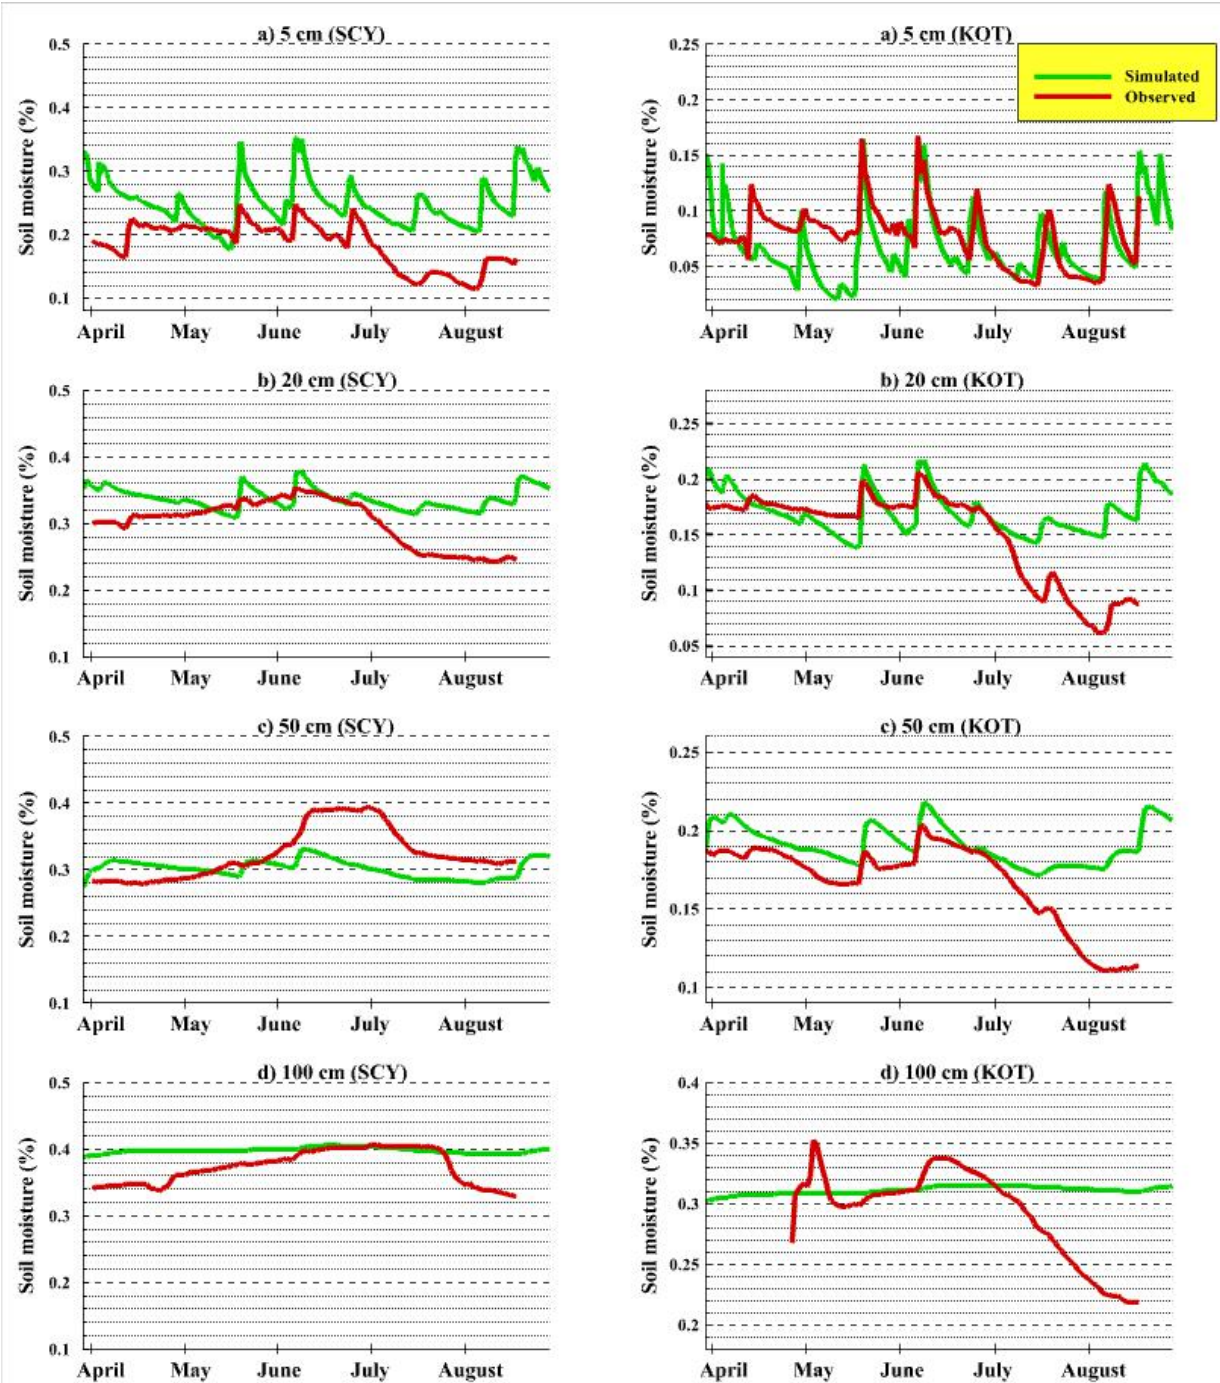 a) 5 cm (SCY)
Soil moisture (%)
0.5
0.4
0.3
0.2
0.1
April May June July August
a) 5 cm (KOT)
Simulated
Observed
Soil moisture (%)
0.25
0.2
0.15
0.1
0.05
April May June July August
b) 20 cm (SCY)
Soil moisture (%)
0.5
0.4
0.3
0.2
0.1
April May June July August
b) 20 cm (KOT)
Soil moisture (%)
0.25
0.2
0.15
0.1
0.05
April May June July August
c) 50 cm (SCY)
Soil moisture (%)
0.5
0.4
0.3
0.2
0.1
April May June July August
c) 50 cm (KOT)
Soil moisture (%)
0.25
0.2
0.15
0.1
April May June July August
d) 100 cm (SCY)
Soil moisture (%)
0.5
0.4
0.3
0.2
0.1
April May June July August
d) 100 cm (KOT)
Soil moisture (%)
0.4
0.35
0.3
0.25
0.2
April May June July August